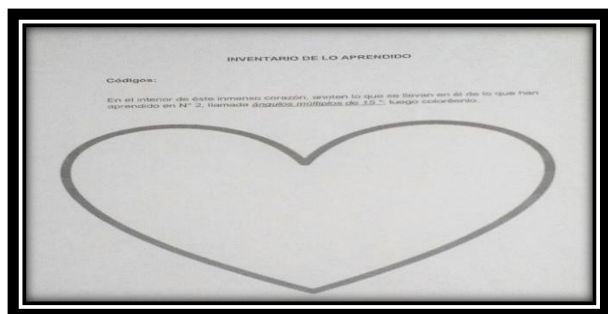 INVENTARIO DE LO APRENDIDO
Códigos:
En el interior de éste inmenso corazón, anoten lo que se llevan en él de lo que han
aprendido en N° 2, llamada ángulos múltiplos de 15 °, luego coloréenlo.